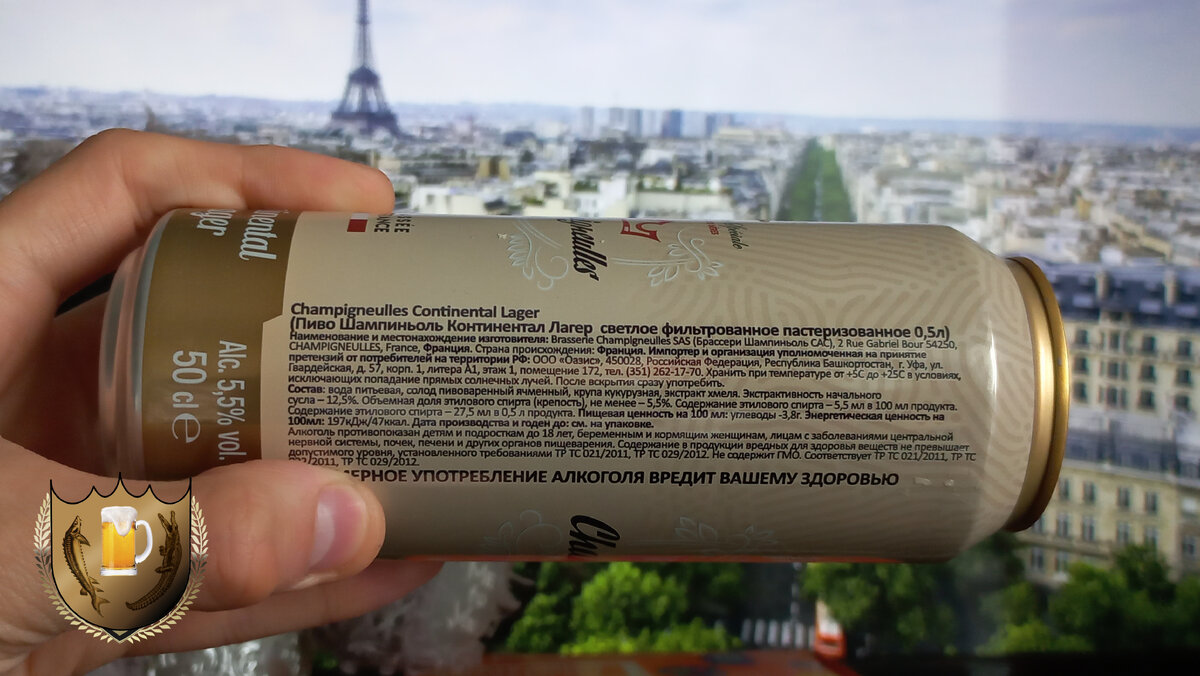 Champigneulles Continental Lager
(Пиво Шампиньоль Континентал Лагер светлое фильтрованное пастеризованное 0,5л)
Наименование и местонахождение изготовителя: Brasserie Champigneulles SAS (Брассери Шампиньоль САС), 2 Rue Gabriel Bour 54250,
CHAMPIGNEULLES, France, Франция. Страна происхождения: Франция. Импортер и организация уполномоченная на принятие
претензий от потребителей на территории РФ: ООО «Оазис», 450028, Российская Федерация, Республика Башкортостан, г. Уфа, ул.
Гвардейская, д. 57, корп. 1, литера А1, этаж 1, помещение 172, тел. (351) 262-17-70. Хранить при температуре от +5С до +25С в условиях,
исключающих попадание прямых солнечных лучей. После вскрытия сразу употребить.
Состав: вода питьевая, солод пивоваренный ячменный, крупа кукурузная, экстракт хмеля. Экстрактивность начального
сусла – 12,5%. Объемная доля этилового спирта (крепость), не менее – 5,5%. Содержание этилового спирта – 5,5 мл в 100 мл продукта.
Содержание этилового спирта – 27,5 мл в 0,5 л продукта. Пищевая ценность на 100 мл: углеводы -3,8г. Энергетическая ценность на
100мл: 197кДж/47ккал. Дата производства и годен до: см. на упаковке.
Алкоголь противопоказан детям и подросткам до 18 лет, беременным и кормящим женщинам, лицам с заболеваниями центральной
нервной системы, почек, печени и других органов пищеварения. Содержание в продукции вредных для здоровья веществ не превышает
допустимого уровня, установленного требованиями ТР ТС 021/2011, ТР ТС 029/2012. Не содержит ГМО. Соответствует ТР ТС 021/2011, ТР ТС
022/2011, ТР ТС 029/2012.
ЕРНОЕ УПОТРЕБЛЕНИЕ АЛКОГОЛЯ ВРЕДИТ ВАШЕМУ ЗДОРОВЬЮ
Alc. 5,5% vol.
50 cl e
inental
ager